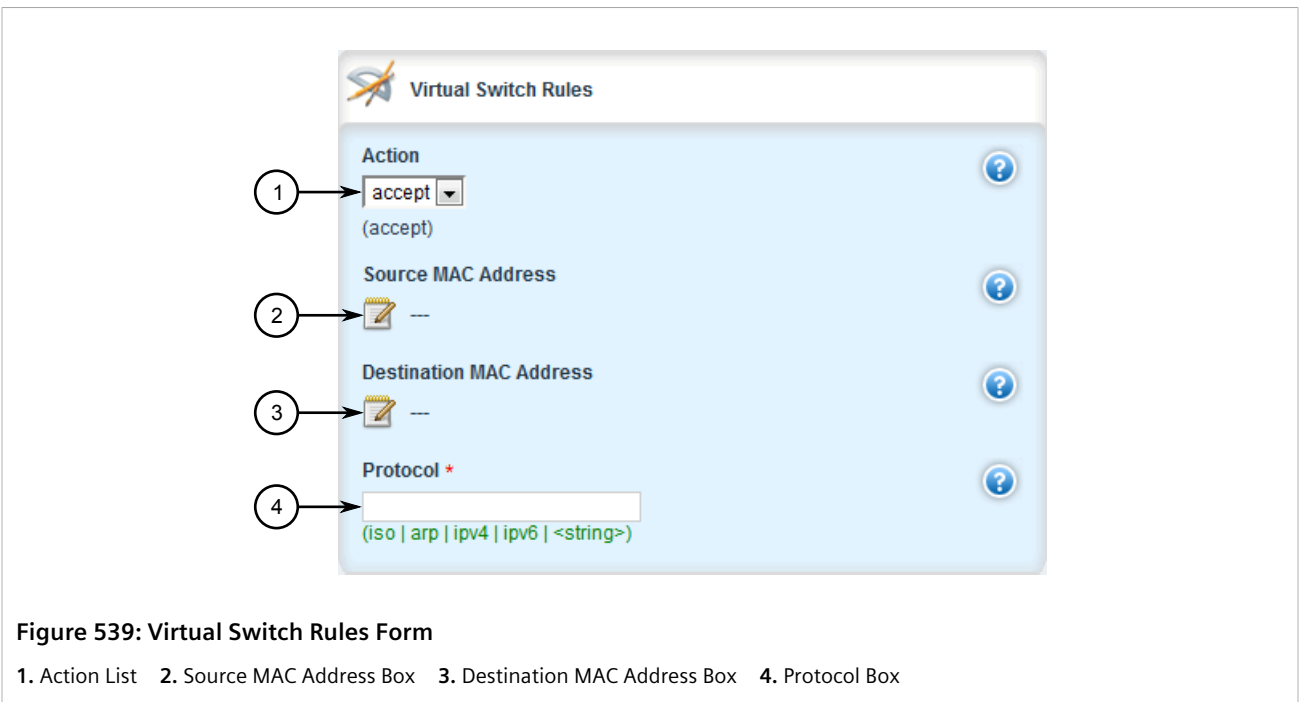 Virtual Switch Rules
Action
1
accept
(accept)
Source MAC Address
2
---
Destination MAC Address
3
---
Protocol *
4
(iso | arp | ipv4 | ipv6 | <string>)
Figure 539: Virtual Switch Rules Form
1. Action List 2. Source MAC Address Box 3. Destination MAC Address Box 4. Protocol Box